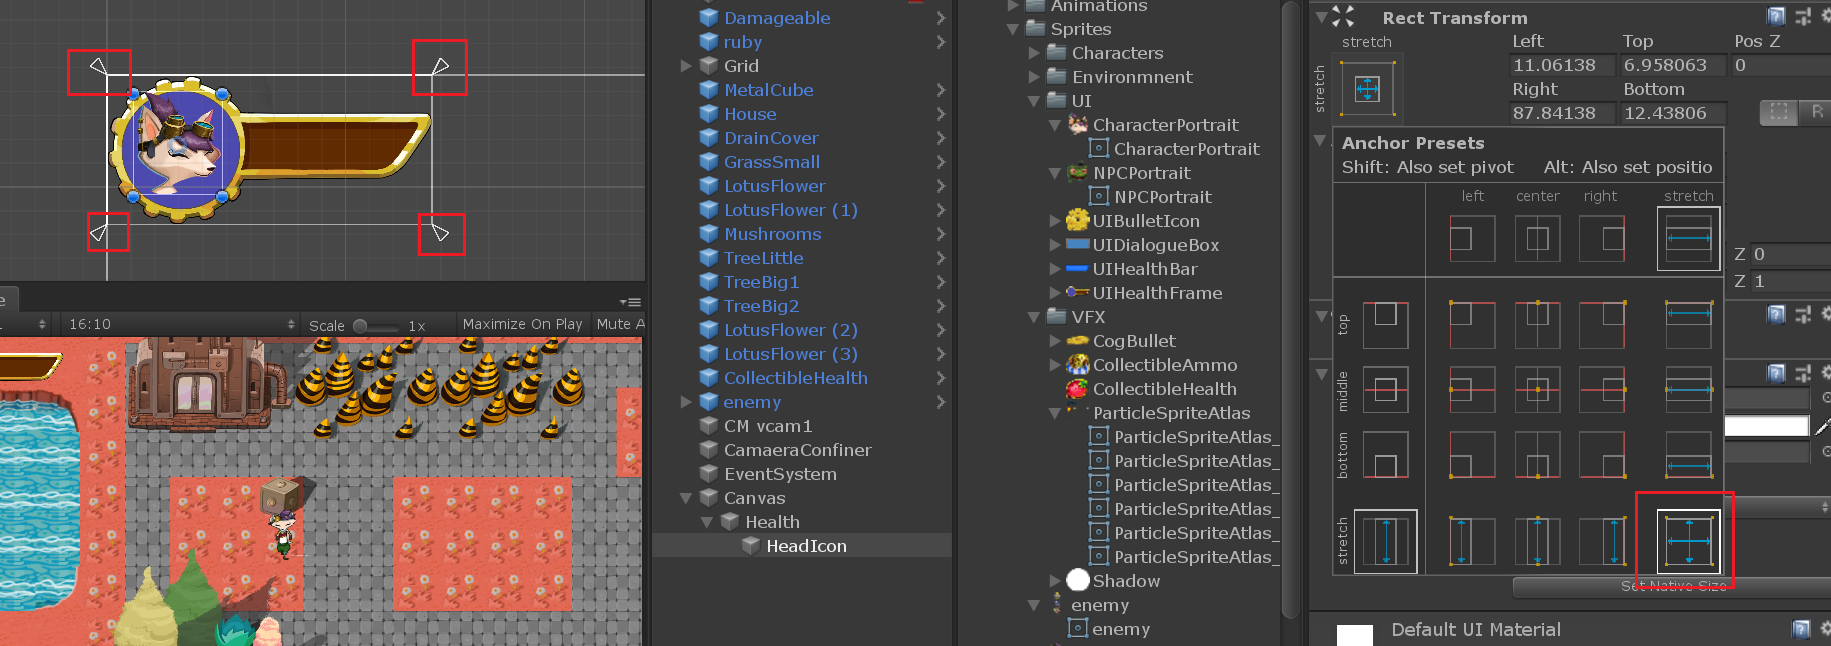 e
16:10
Scale
1x
Maximize On Play
Mute A
Damageable
ruby
Grid
MetalCube
House
DrainCover
GrassSmall
LotusFlower
LotusFlower (1)
Mushrooms
TreeLittle
TreeBig1
TreeBig2
LotusFlower (2)
LotusFlower (3)
CollectibleHealth
enemy
CM vcam1
CamaeraConfiner
EventSystem
Canvas
Health
HeadIcon
Animations
Sprites
Characters
Environmnent
UI
CharacterPortrait
CharacterPortrait
NPCPortrait
NPCPortrait
UIBulletIcon
UIDialogueBox
UIHealthBar
UIHealthFrame
VFX
CogBullet
CollectibleAmmo
CollectibleHealth
ParticleSpriteAtlas
ParticleSpriteAtlas_
ParticleSpriteAtlas_
ParticleSpriteAtlas_
ParticleSpriteAtlas_
ParticleSpriteAtlas_
ParticleSpriteAtlas_
Shadow
enemy
enemy
Rect Transform
stretch
stretch
Left Top Pos Z
11.06138 6.958063 0
Right Bottom
87.84138 12.43806
R
Anchor Presets
Shift: Also set pivot Alt: Also set positio
left center right stretch
top
middle
bottom
stretch
Z 0
Z 1
Set Native Size
Default UI Material